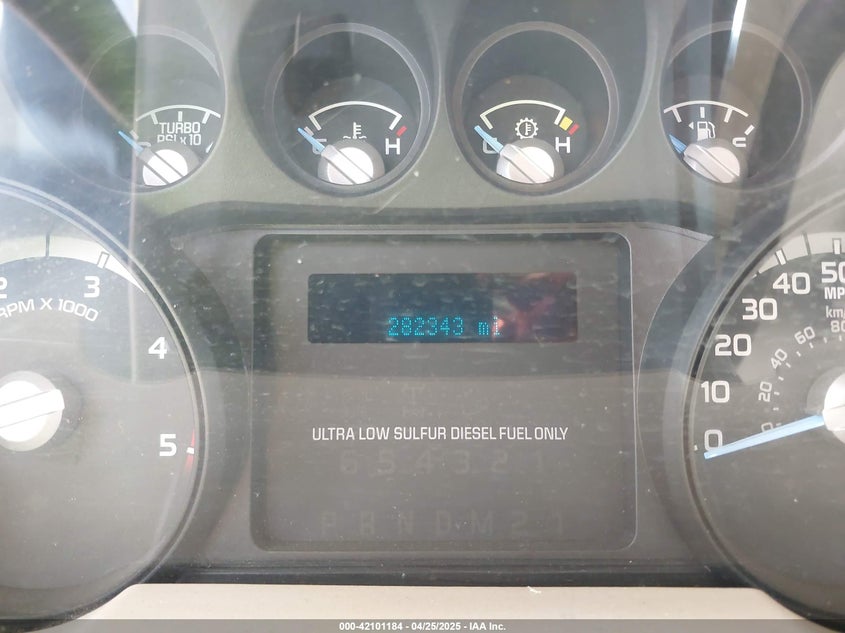 TURBO
PSI x 10
C H
C H
282343 mi
ULTRA LOW SULFUR DIESEL FUEL ONLY
6 5 4 3 2 1
P R N D M 2 1
2 3 4 5
RPM X 1000
0 10 20 30 40 50
MP
km/
0 20 40 60 80
000-42101184 - 04/25/2025 - IAA Inc.